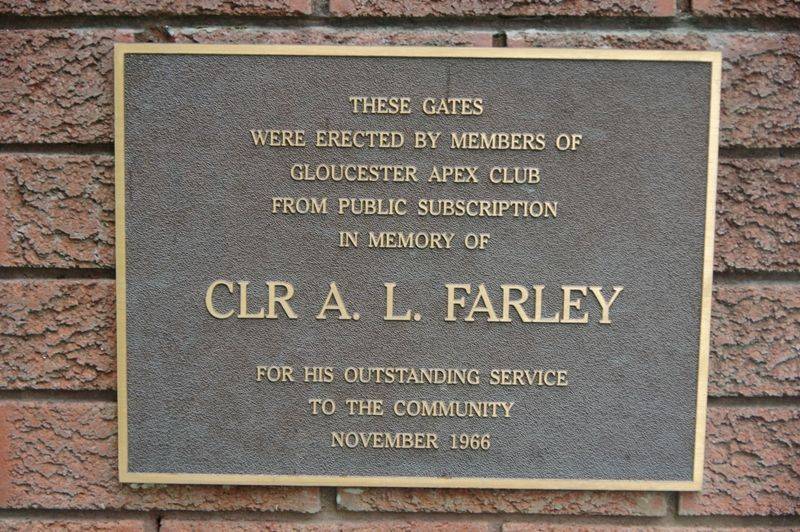 THESE GATES
WERE ERECTED BY MEMBERS OF
GLOUCESTER APEX CLUB
FROM PUBLIC SUBSCRIPTION
IN MEMORY OF
CLR A. L. FARLEY
FOR HIS OUTSTANDING SERVICE
TO THE COMMUNITY
NOVEMBER 1966